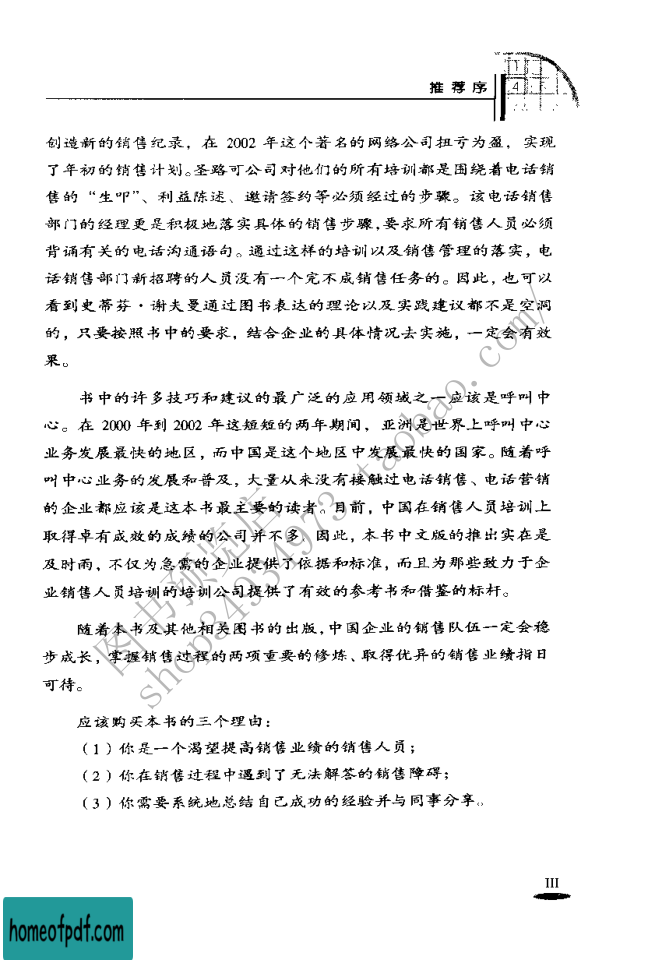 推荐序
4
创造新的销售纪录，在 2002 年这个著名的网络公司扭亏为盈，实现
了年初的销售计划。圣路可公司对他们的所有培训都是围绕着电话销
售的“生叩”、利益陈述、邀请签约等必须经过的步骤。该电话销售
部门的经理更是积极地落实具体的销售步骤，要求所有销售人员必须
背诵有关的电话沟通语句。通过这样的培训以及销售管理的落实，电
话销售部门新招聘的人员没有一个完不成销售任务的。因此，也可以
看到史蒂芬·谢夫曼通过图书表达的理论以及实践建议都不是空洞
的，只要按照书中的要求，结合企业的具体情况去实施，一定会有效
果。
书中的许多技巧和建议的最广泛的应用领域之一应该是呼叫中
心。在 2000 年到 2002 年这短短的两年期间，亚洲是世界上呼叫中心
业务发展最快的地区，而中国是这个地区中发展最快的国家。随着呼
叫中心业务的发展和普及，大量从来没有接触过电话销售、电话营销
的企业都应该是这本书最主要的读者。目前，中国在销售人员培训上
取得卓有成效的成绩的公司并不多。因此，本书中文版的推出实在是
及时雨，不仅为急需的企业提供了依据和标准，而且为那些致力于企
业销售人员培训的培训公司提供了有效的参考书和借鉴的标杆。
随着本书及其他相关图书的出版，中国企业的销售队伍一定会稳
步成长，掌握销售过程的两项重要的修炼、取得优异的销售业绩指日
可待。
应该购买本书的三个理由：
（1）你是一个渴望提高销售业绩的销售人员；
（2）你在销售过程中遇到了无法解答的销售障碍；
（3）你需要系统地总结自己成功的经验并与同事分享。
图书预览店
shop84934973.taobao.com/
III
homeofpdf.com